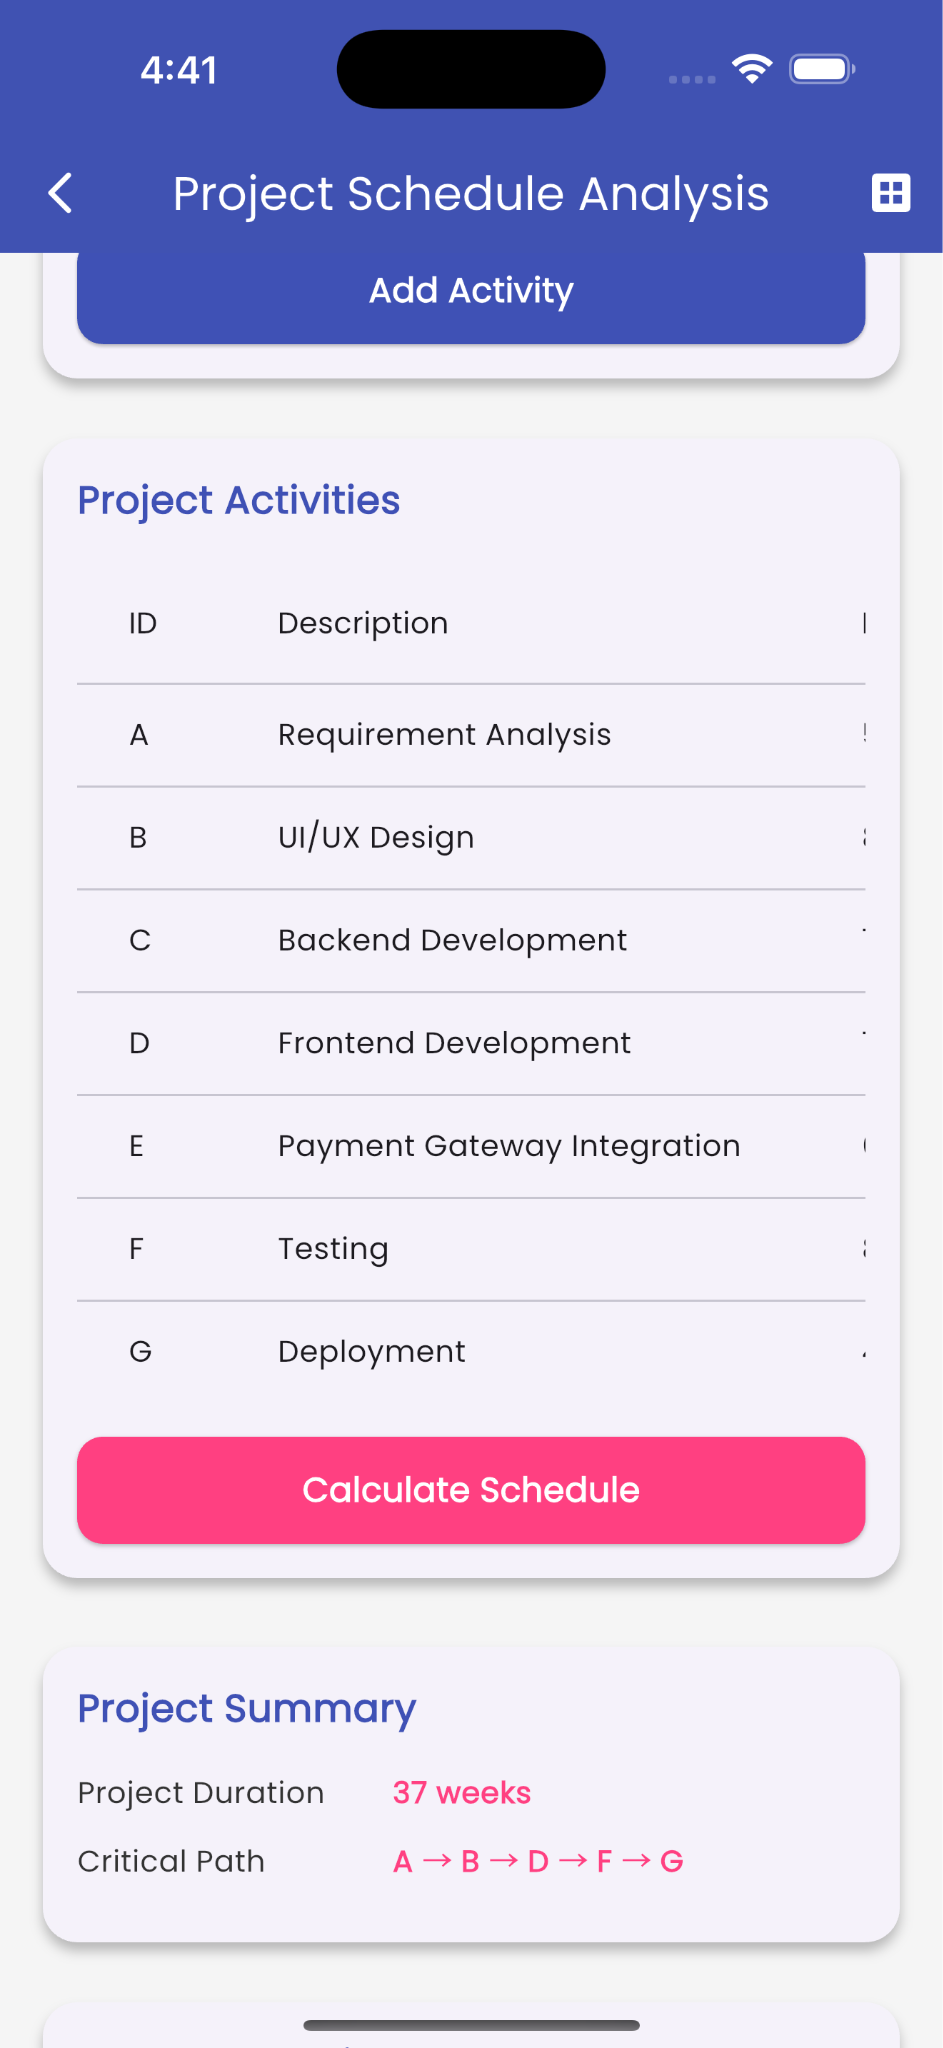 4:41
Project Schedule Analysis
Add Activity
Project Activities
ID Description
A Requirement Analysis
B UI/UX Design
C Backend Development
D Frontend Development
E Payment Gateway Integration
F Testing
G Deployment
Calculate Schedule
Project Summary
Project Duration 37 weeks
Critical Path A → B → D → F → G